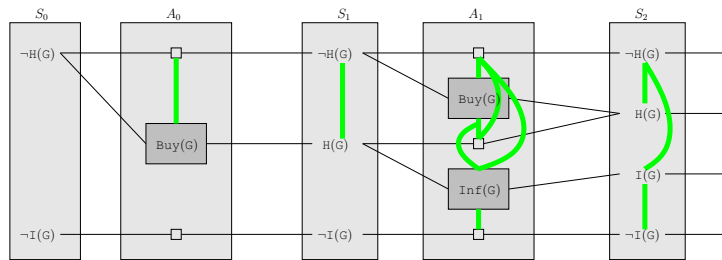 S₀ A₀ S₁ A₁ S₂
¬H(G) ¬H(G) ¬H(G)
Buy(G)
H(G)
Buy(G) H(G)
I(G)
Inf(G)
¬I(G) ¬I(G) ¬I(G)